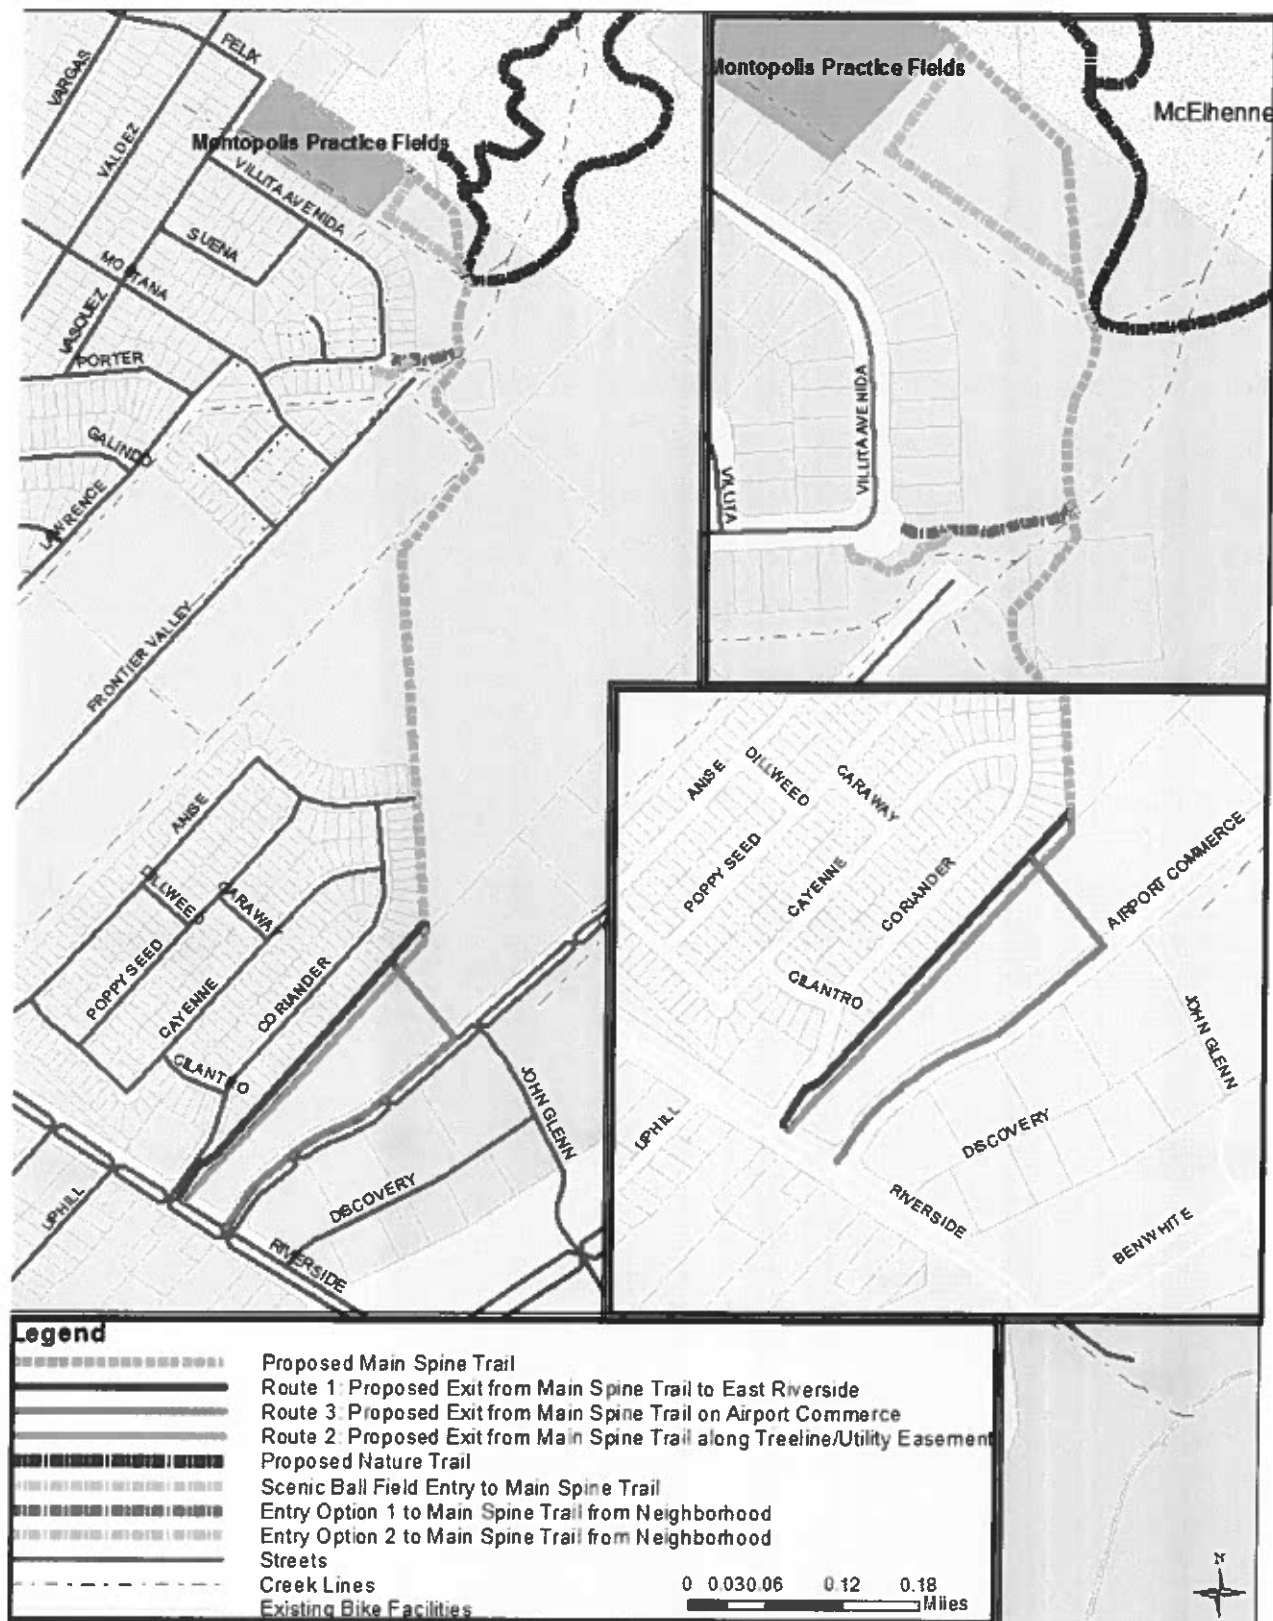 VARGAS
PELIX
VALDEZ
Montopolis Practice Fields
VILLITA AVENIDA
SUENA
MONTANA
VASQUEZ
PORTER
GALINDO
LAWRENCE
FRONTIER VALLEY
ANISE
DILLWEED
CARAWAY
POPPY SEED
CAYENNE
CORIANDER
CILANTRO
UPHILL
RIVERSIDE
DISCOVERY
JOHN GLENN
Montopolis Practice Fields
McElhenne
VILLITA AVENIDA
VILLITA
ANISE
DILLWEED
CARAWAY
POPPY SEED
CAYENNE
CORIANDER
CILANTRO
AIRPORT COMMERCE
JOHN GLENN
UPHILL
DISCOVERY
RIVERSIDE
BEN WHITE
Legend
Proposed Main Spine Trail
Route 1: Proposed Exit from Main Spine Trail to East Riverside
Route 3: Proposed Exit from Main Spine Trail on Airport Commerce
Route 2: Proposed Exit from Main Spine Trail along Treeline/Utility Easement
Proposed Nature Trail
Scenic Ball Field Entry to Main Spine Trail
Entry Option 1 to Main Spine Trail from Neighborhood
Entry Option 2 to Main Spine Trail from Neighborhood
Streets
Creek Lines
Existing Bike Facilities
0 0.030.06 0.12 0.18
Miles
N